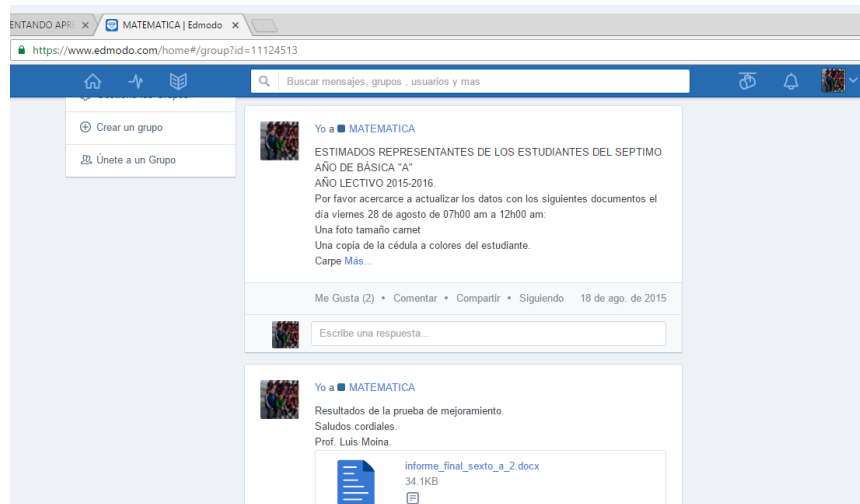 ENTANDO APRE
MATEMATICA | Edmodo
https://www.edmodo.com/home#/group?id=11124513
Buscar mensajes, grupos , usuarios y mas
Crear un grupo
Únete a un Grupo
Yo a MATEMATICA
ESTIMADOS REPRESENTANTES DE LOS ESTUDIANTES DEL SEPTIMO
AÑO DE BÁSICA "A"
AÑO LECTIVO 2015-2016.
Por favor acercarce a actualizar los datos con los siguientes documentos el
día viernes 28 de agosto de 07h00 am a 12h00 am:
Una foto tamaño carnet
Una copia de la cédula a colores del estudiante.
Carpe Más...
Me Gusta (2) • Comentar • Compartir • Siguiendo 18 de ago. de 2015
Escribe una respuesta...
Yo a MATEMATICA
Resultados de la prueba de mejoramiento.
Saludos cordiales.
Prof. Luis Moina.
informe_final_sexto_a_2.docx
34.1KB